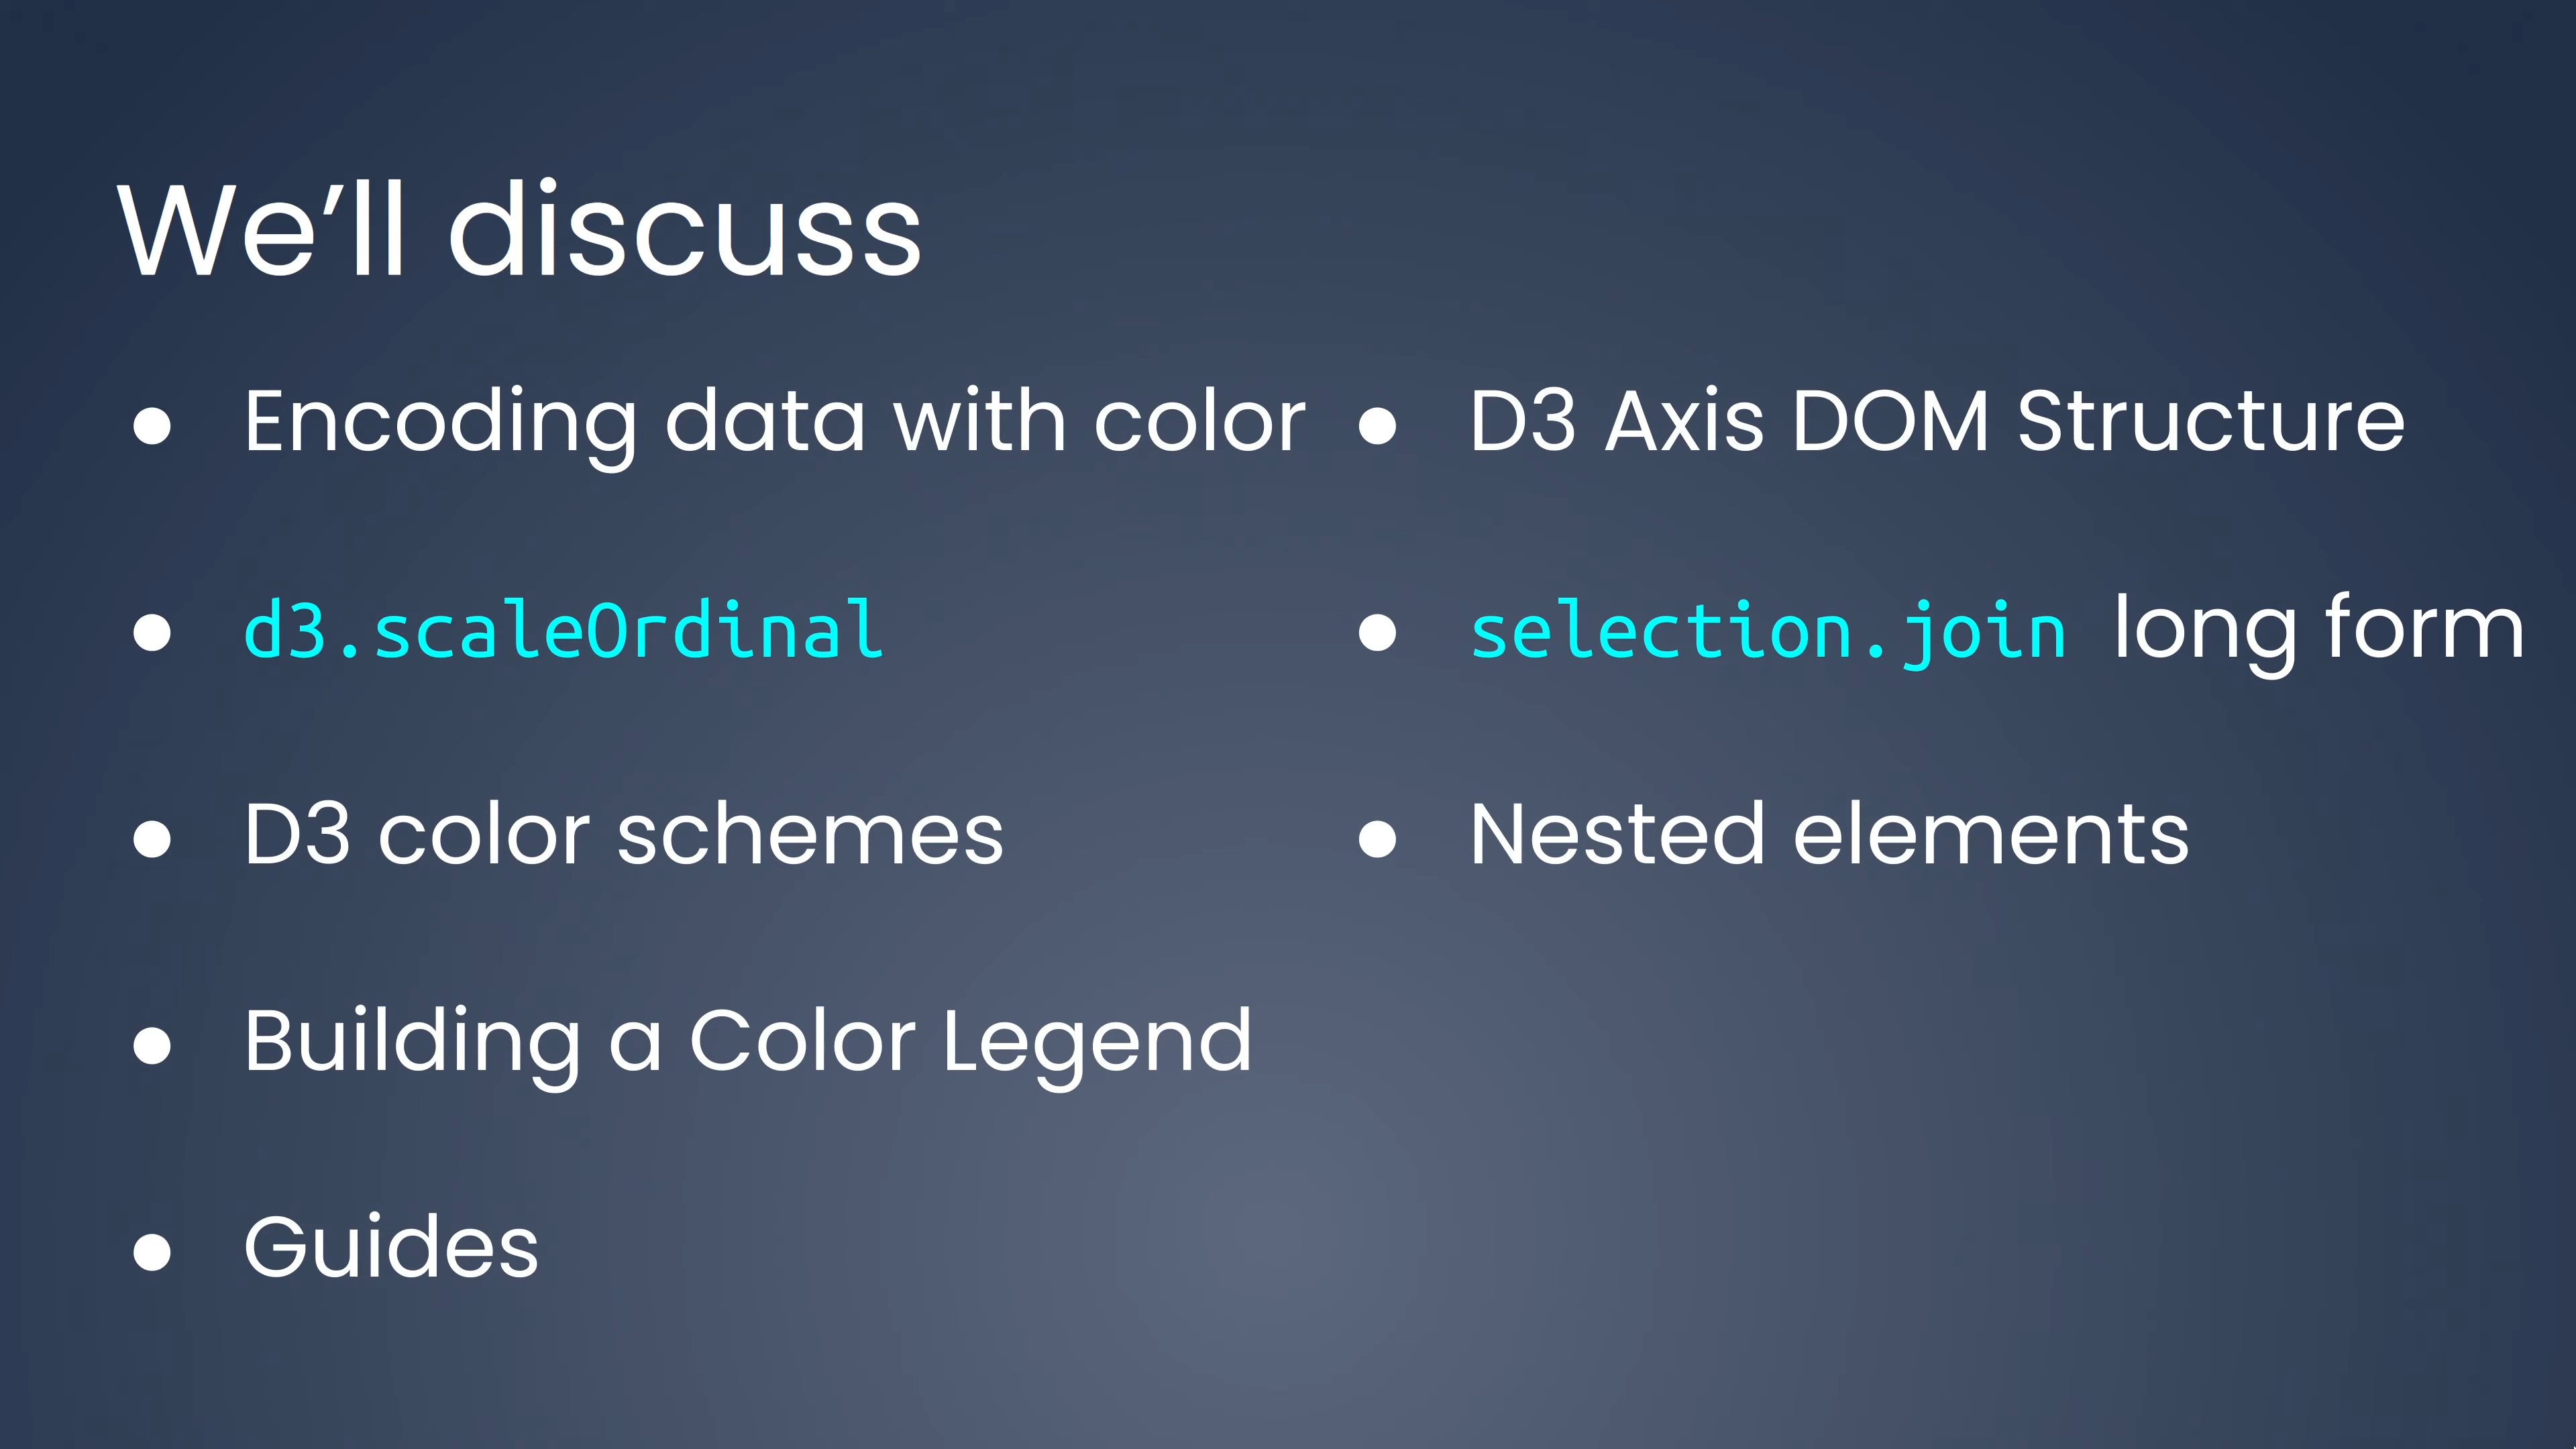 We’ll discuss
● Encoding data with color
● d3.scaleOrdinal
● D3 color schemes
● Building a Color Legend
● Guides
● D3 Axis DOM Structure
● selection.join long form
● Nested elements